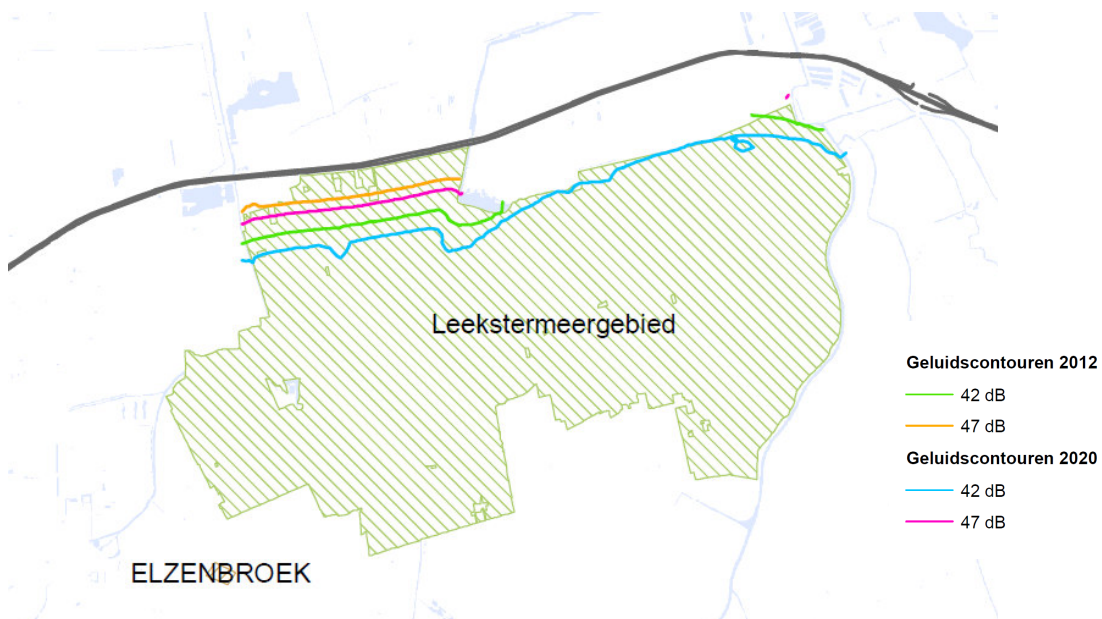 Leekstermeergebied
ELZENBROEK
Geluidscontouren 2012
42 dB
47 dB
Geluidscontouren 2020
42 dB
47 dB